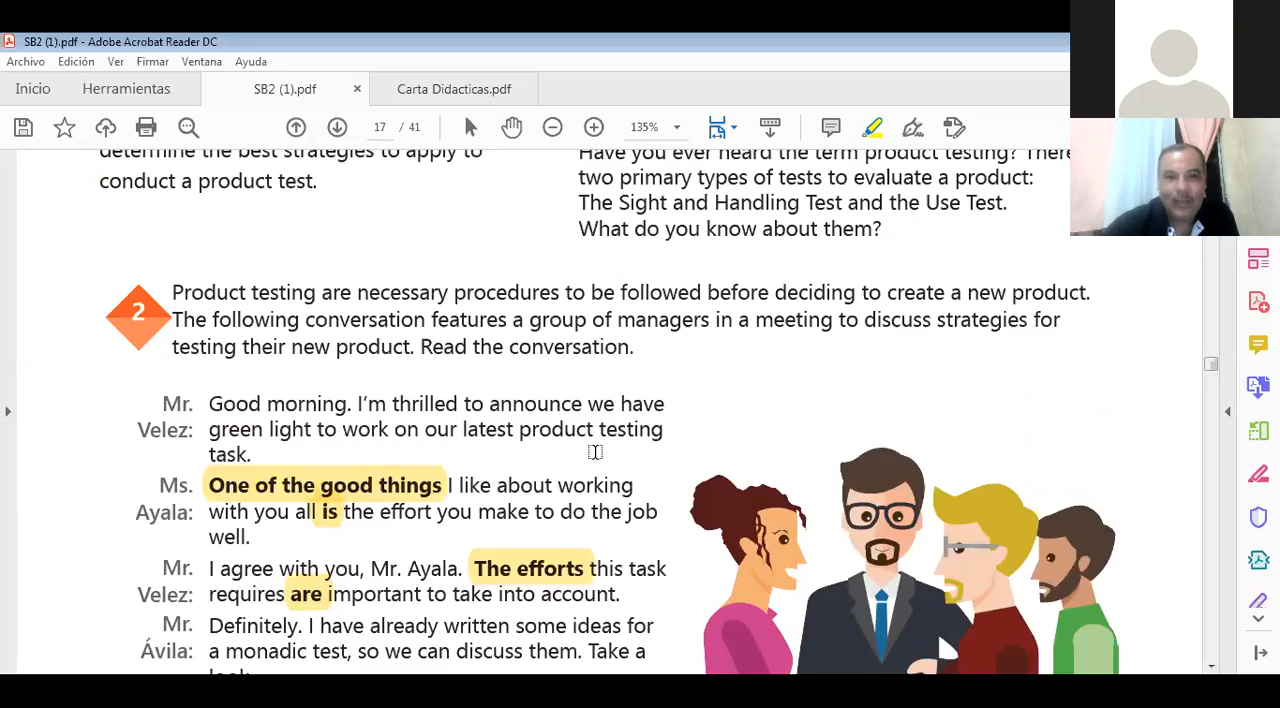 SB2 (1).pdf - Adobe Acrobat Reader DC
Archivo Edición Ver Firmar Ventana Ayuda
Inicio Herramientas SB2 (1).pdf × Carta Didacticas.pdf
17 / 41 135%
determine the best strategies to apply to
conduct a product test.
Have you ever heard the term product testing? There
two primary types of tests to evaluate a product:
The Sight and Handling Test and the Use Test.
What do you know about them?
2
Product testing are necessary procedures to be followed before deciding to create a new product.
The following conversation features a group of managers in a meeting to discuss strategies for
testing their new product. Read the conversation.
Mr. Good morning. I’m thrilled to announce we have
Velez: green light to work on our latest product testing
task.
Ms. One of the good things I like about working
Ayala: with you all is the effort you make to do the job
well.
Mr. I agree with you, Mr. Ayala. The efforts this task
Velez: requires are important to take into account.
Mr. Definitely. I have already written some ideas for
Ávila: a monadic test, so we can discuss them. Take a